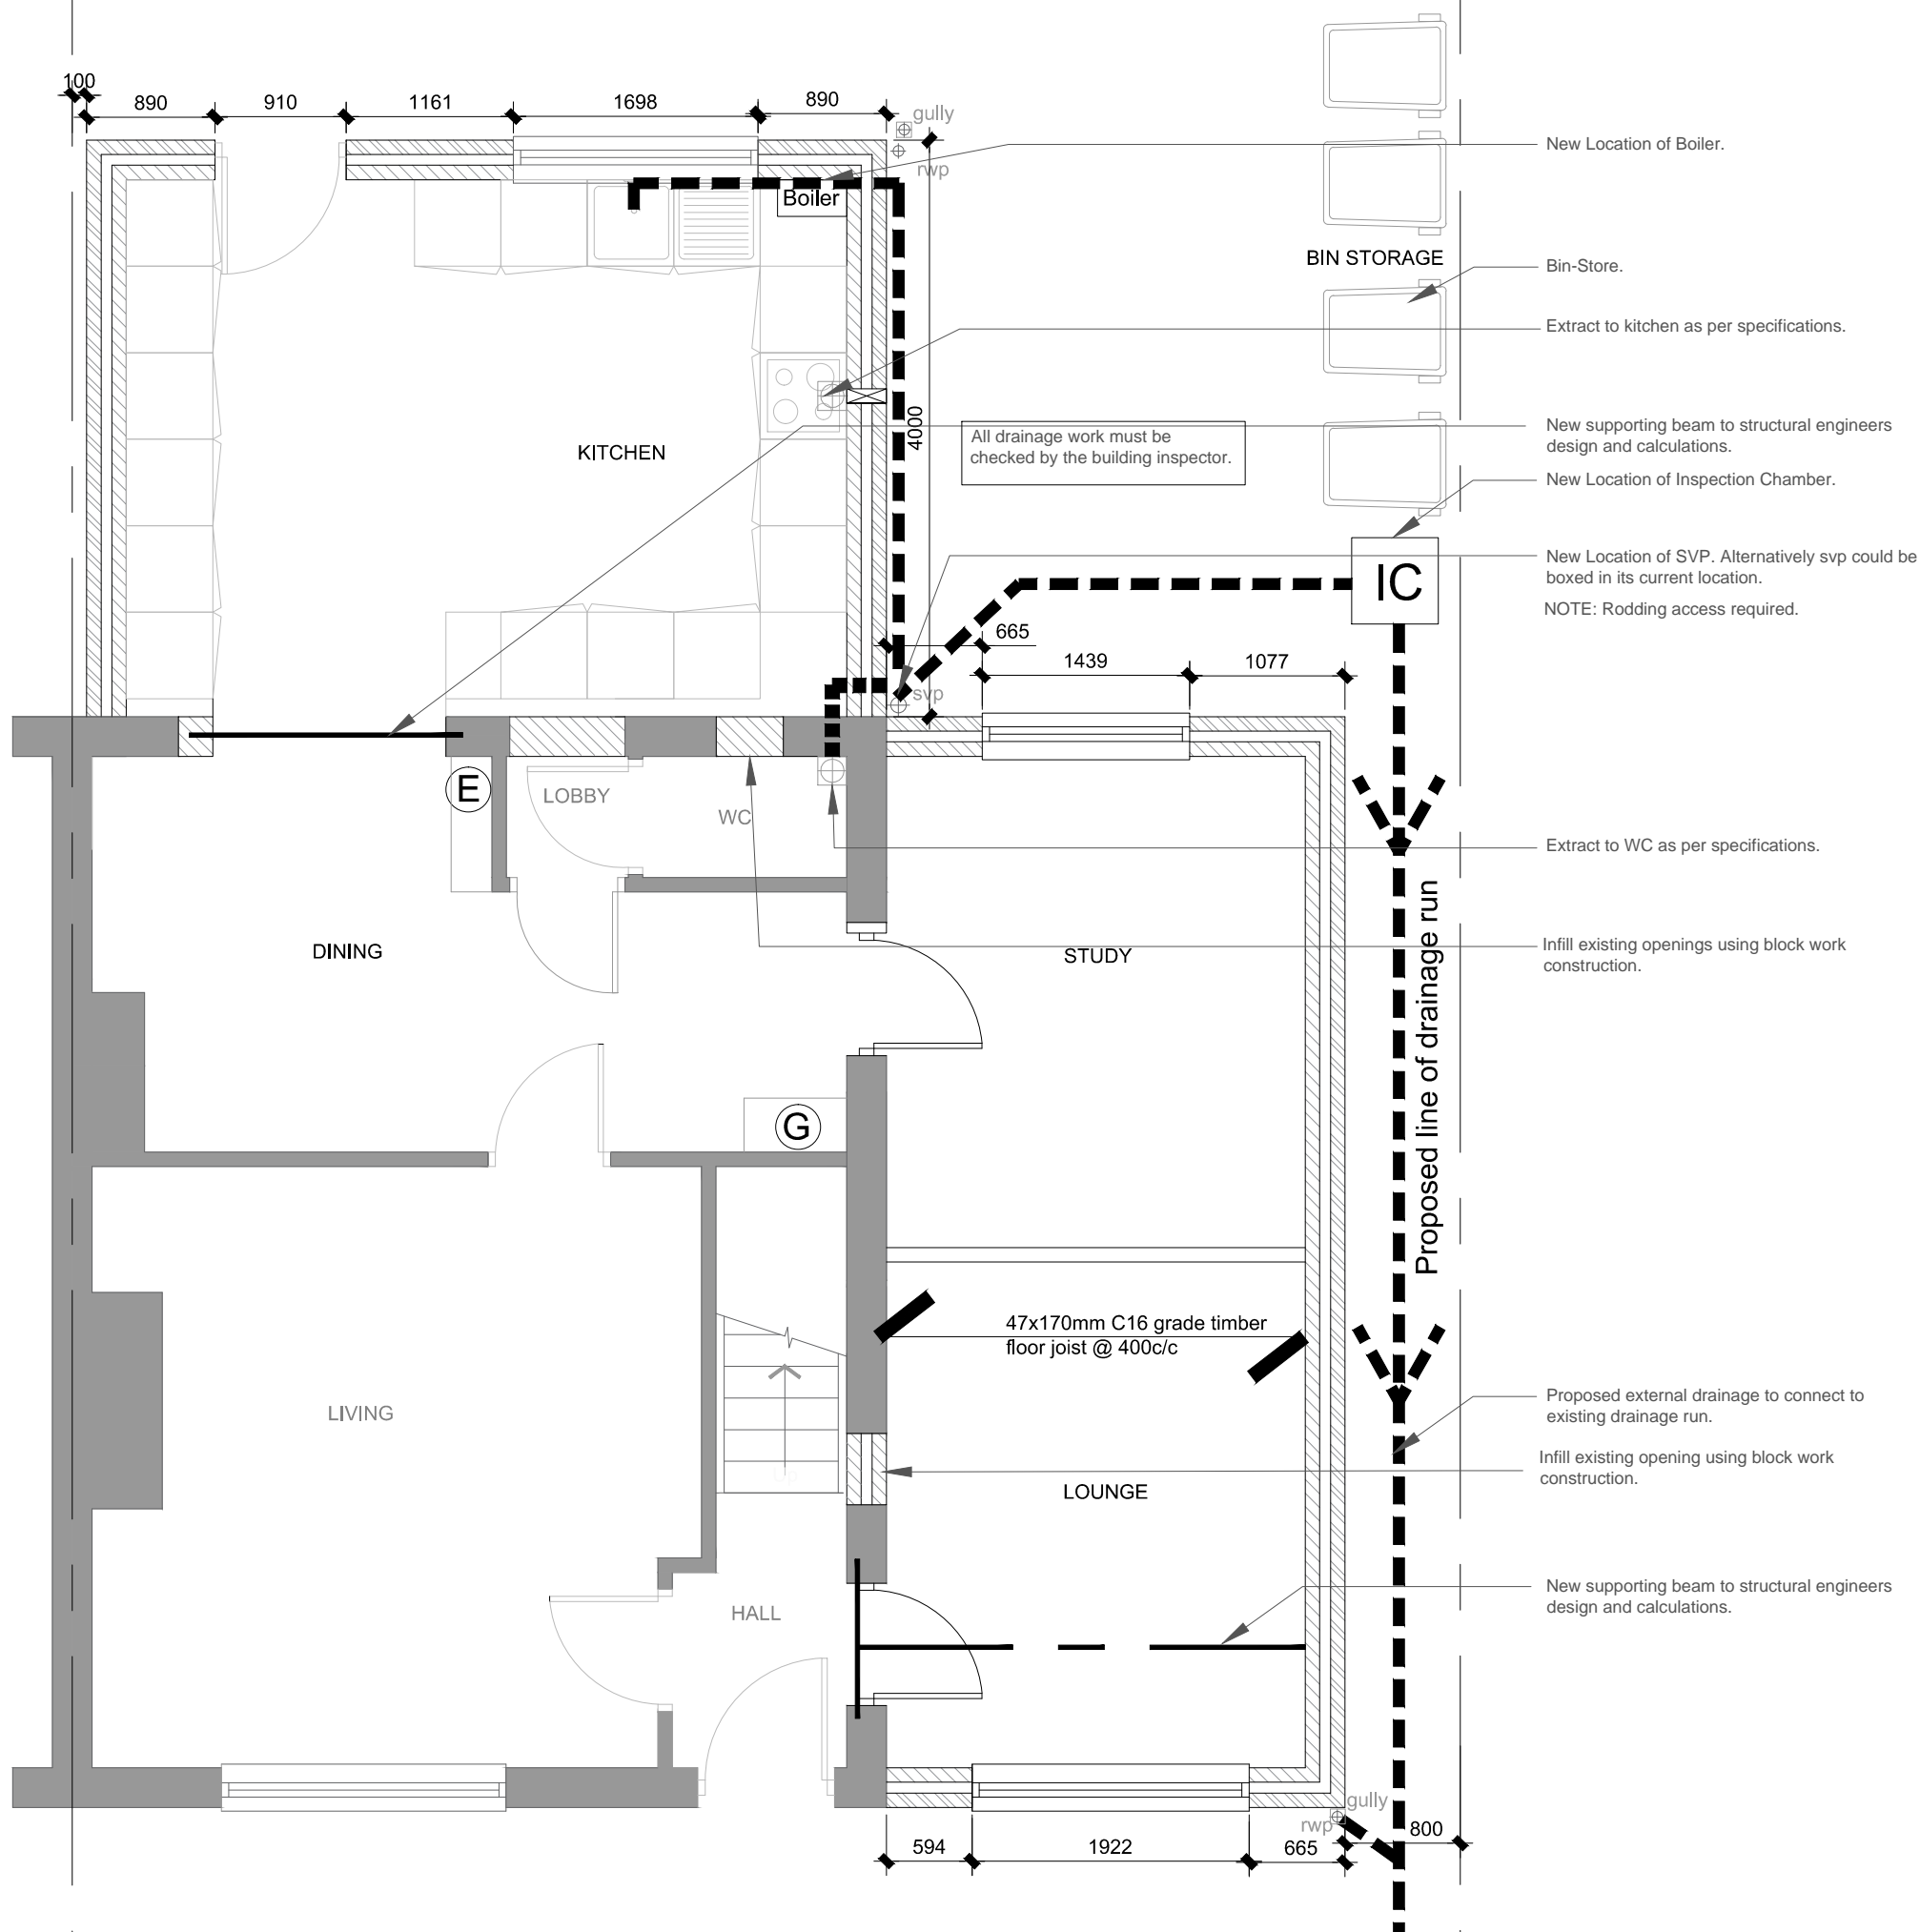 100
890
910
1161
1698
890
gully
rwp
New Location of Boiler.
Boiler
BIN STORAGE
Bin-Store.
Extract to kitchen as per specifications.
4000
All drainage work must be
checked by the building inspector.
New supporting beam to structural engineers
design and calculations.
KITCHEN
New Location of Inspection Chamber.
New Location of SVP. Alternatively svp could be
boxed in its current location.
NOTE: Rodding access required.
IC
665
1439
1077
svp
E
LOBBY
WC
Extract to WC as per specifications.
DINING
STUDY
Infill existing openings using block work
construction.
Proposed line of drainage run
G
47x170mm C16 grade timber
floor joist @ 400c/c
LIVING
Proposed external drainage to connect to
existing drainage run.
Infill existing opening using block work
construction.
LOUNGE
HALL
New supporting beam to structural engineers
design and calculations.
gully
rwp
594
1922
665
800